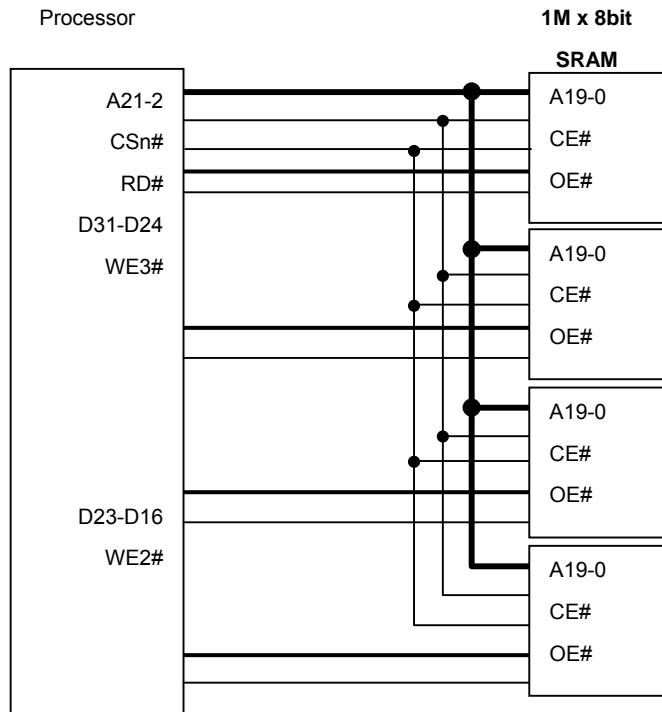 Processor
1M x 8bit
SRAM
A21-2
CSn#
RD#
D31-D24
WE3#
D23-D16
WE2#
A19-0
CE#
OE#
A19-0
CE#
OE#
A19-0
CE#
OE#
A19-0
CE#
OE#